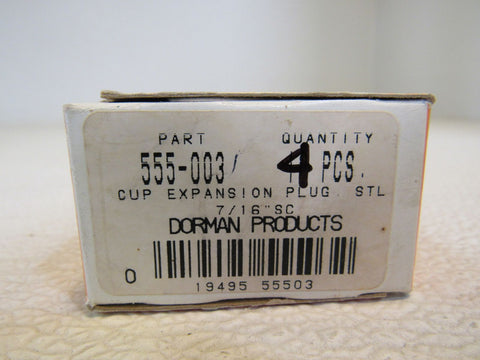 PART QUANTITY
555-003 4 PCS.
CUP EXPANSION PLUG. STL
7/16"SC
DORMAN PRODUCTS
0
19495 55503